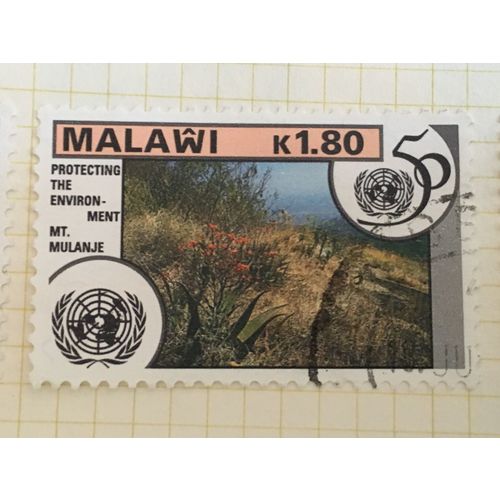 MALAŴI K1.80
50
PROTECTING
THE
ENVIRON-
MENT
MT.
MULANJE